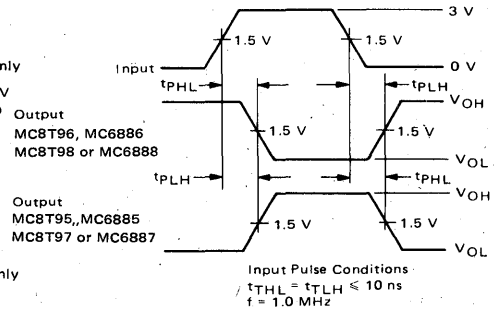 3 V
1.5 V
1.5 V
nly
Input
0 V
V
tPHL
tPLH
VOH
Output
MC8T96, MC6886
MC8T98 or MC6888
1.5 V
1.5 V
VOL
tPLH
tPHL
VOH
Output
MC8T95,,MC6885
MC8T97 or MC6887
1.5 V
1.5 V
VOL
nly
Input Pulse Conditions
tTHL = tTLH ≤ 10 ns
f = 1.0 MHz